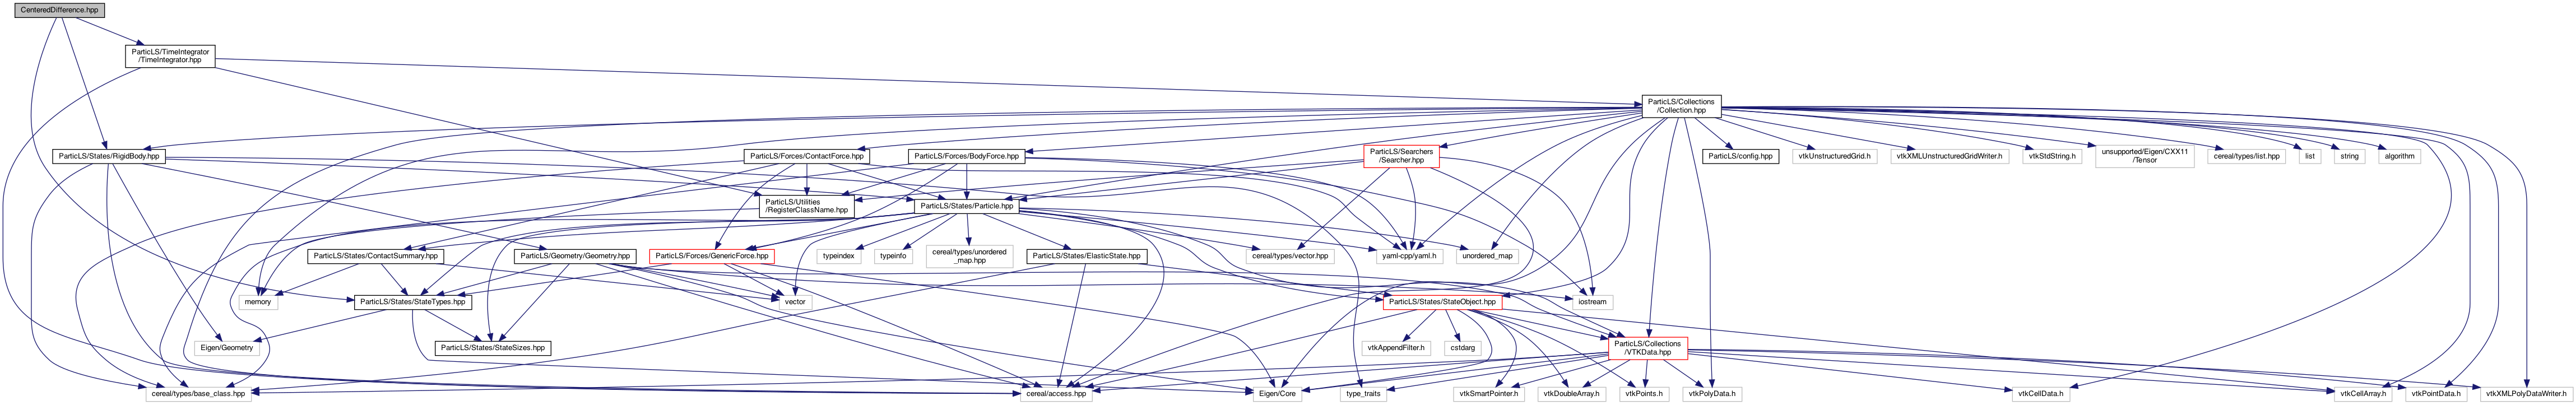 CenteredDifference.hpp
ParticLS/TimeIntegrator
/TimeIntegrator.hpp
ParticLS/Collections
/Collection.hpp
ParticLS/States/RigidBody.hpp
ParticLS/Forces/ContactForce.hpp
ParticLS/Forces/BodyForce.hpp
ParticLS/Searchers
/Searcher.hpp
ParticLS/config.hpp
vtkUnstructuredGrid.h
vtkXMLUnstructuredGridWriter.h
vtkStdString.h
unsupported/Eigen/CXX11
/Tensor
cereal/types/list.hpp
list
string
algorithm
ParticLS/Utilities
/RegisterClassName.hpp
ParticLS/States/Particle.hpp
ParticLS/States/ContactSummary.hpp
ParticLS/Geometry/Geometry.hpp
ParticLS/Forces/GenericForce.hpp
typeindex
typeinfo
cereal/types/unordered
_map.hpp
ParticLS/States/ElasticState.hpp
cereal/types/vector.hpp
yaml-cpp/yaml.h
unordered_map
memory
ParticLS/States/StateTypes.hpp
vector
ParticLS/States/StateObject.hpp
iostream
Eigen/Geometry
ParticLS/States/StateSizes.hpp
vtkAppendFilter.h
cstdarg
ParticLS/Collections
/VTKData.hpp
cereal/types/base_class.hpp
cereal/access.hpp
Eigen/Core
type_traits
vtkSmartPointer.h
vtkDoubleArray.h
vtkPoints.h
vtkPolyData.h
vtkCellData.h
vtkCellArray.h
vtkPointData.h
vtkXMLPolyDataWriter.h